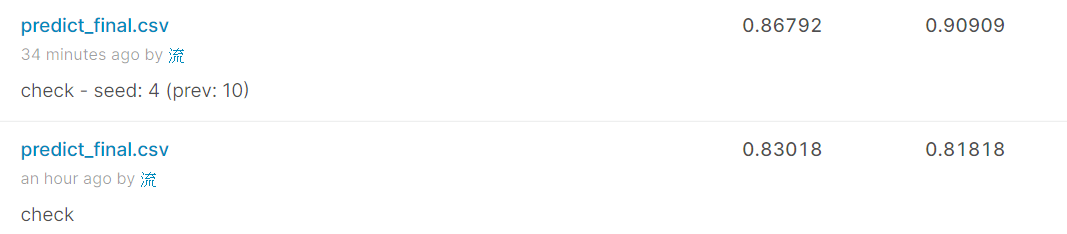 predict_final.csv 0.86792 0.90909
34 minutes ago by 流
check - seed: 4 (prev: 10)
predict_final.csv 0.83018 0.81818
an hour ago by 流
check